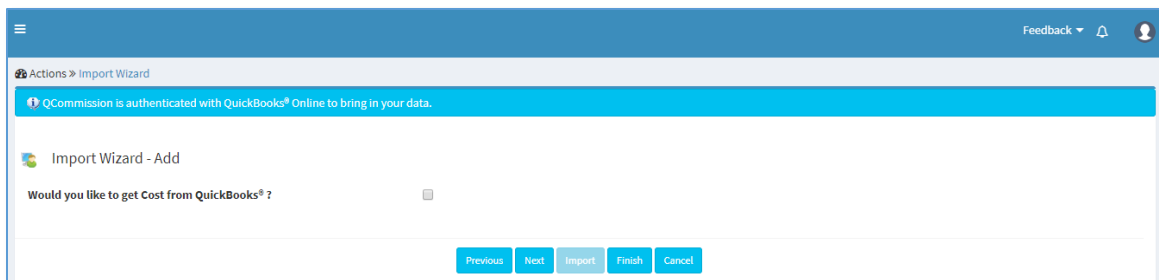 Feedback
Actions » Import Wizard
QCommission is authenticated with QuickBooks® Online to bring in your data.
Import Wizard - Add
Would you like to get Cost from QuickBooks® ?
Previous Next Import Finish Cancel